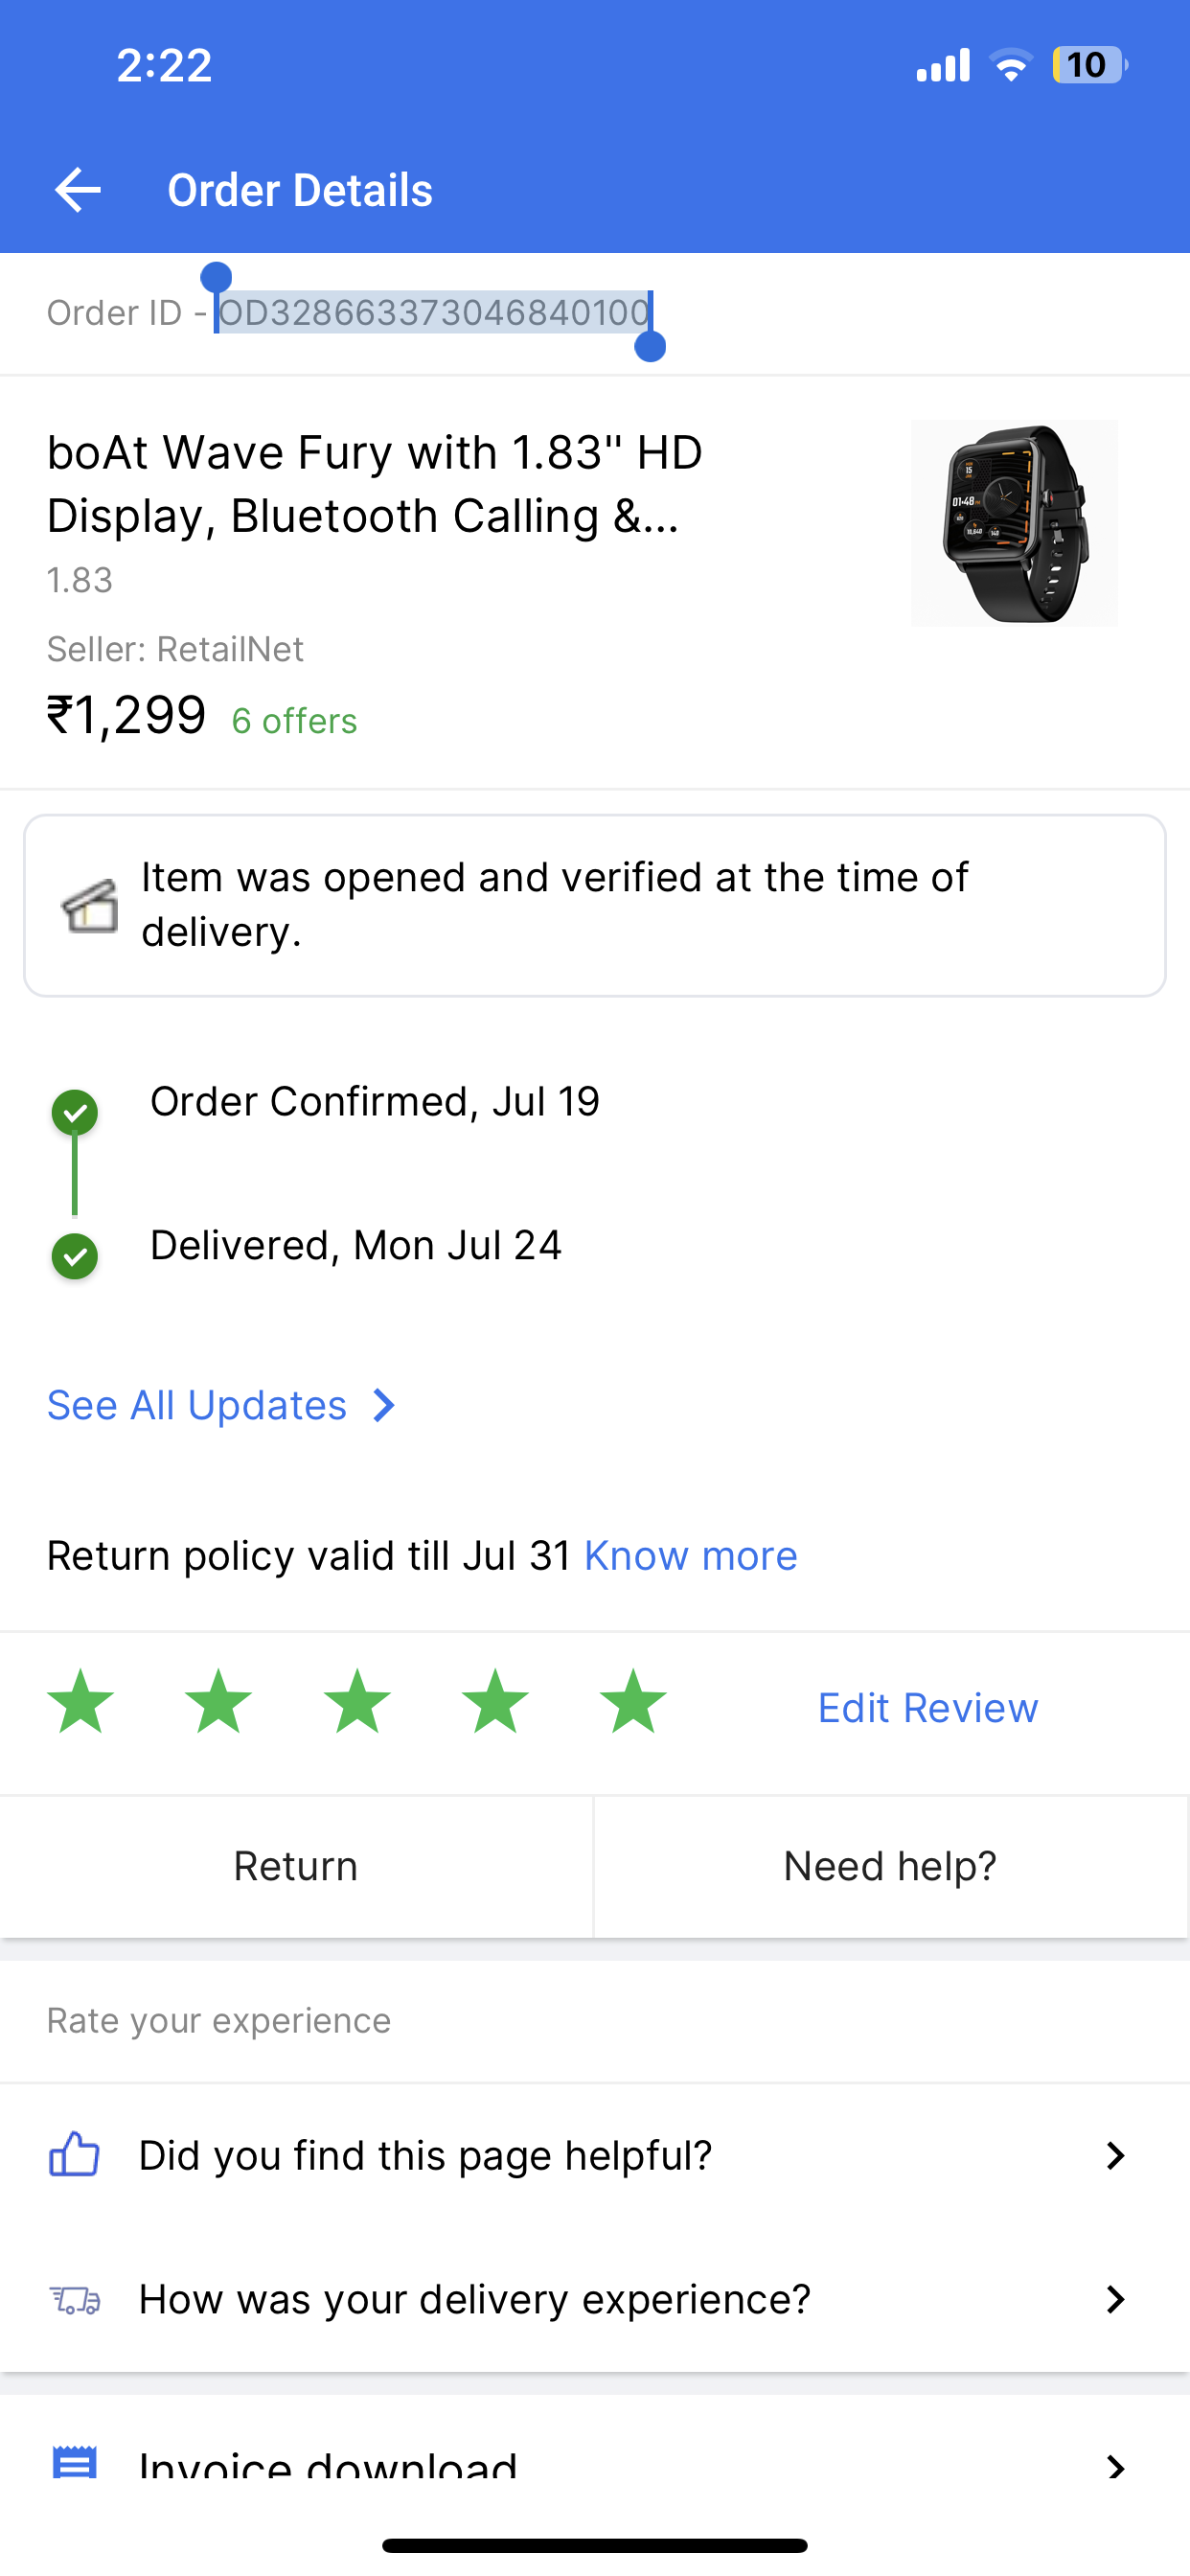 2:22
10
Order Details
Order ID - OD328663373046840100
boAt Wave Fury with 1.83" HD
Display, Bluetooth Calling &...
1.83
Seller: RetailNet
₹1,299 6 offers
Item was opened and verified at the time of
delivery.
Order Confirmed, Jul 19
Delivered, Mon Jul 24
See All Updates
Return policy valid till Jul 31 Know more
Edit Review
Return
Need help?
Rate your experience
Did you find this page helpful?
How was your delivery experience?
Invoice download